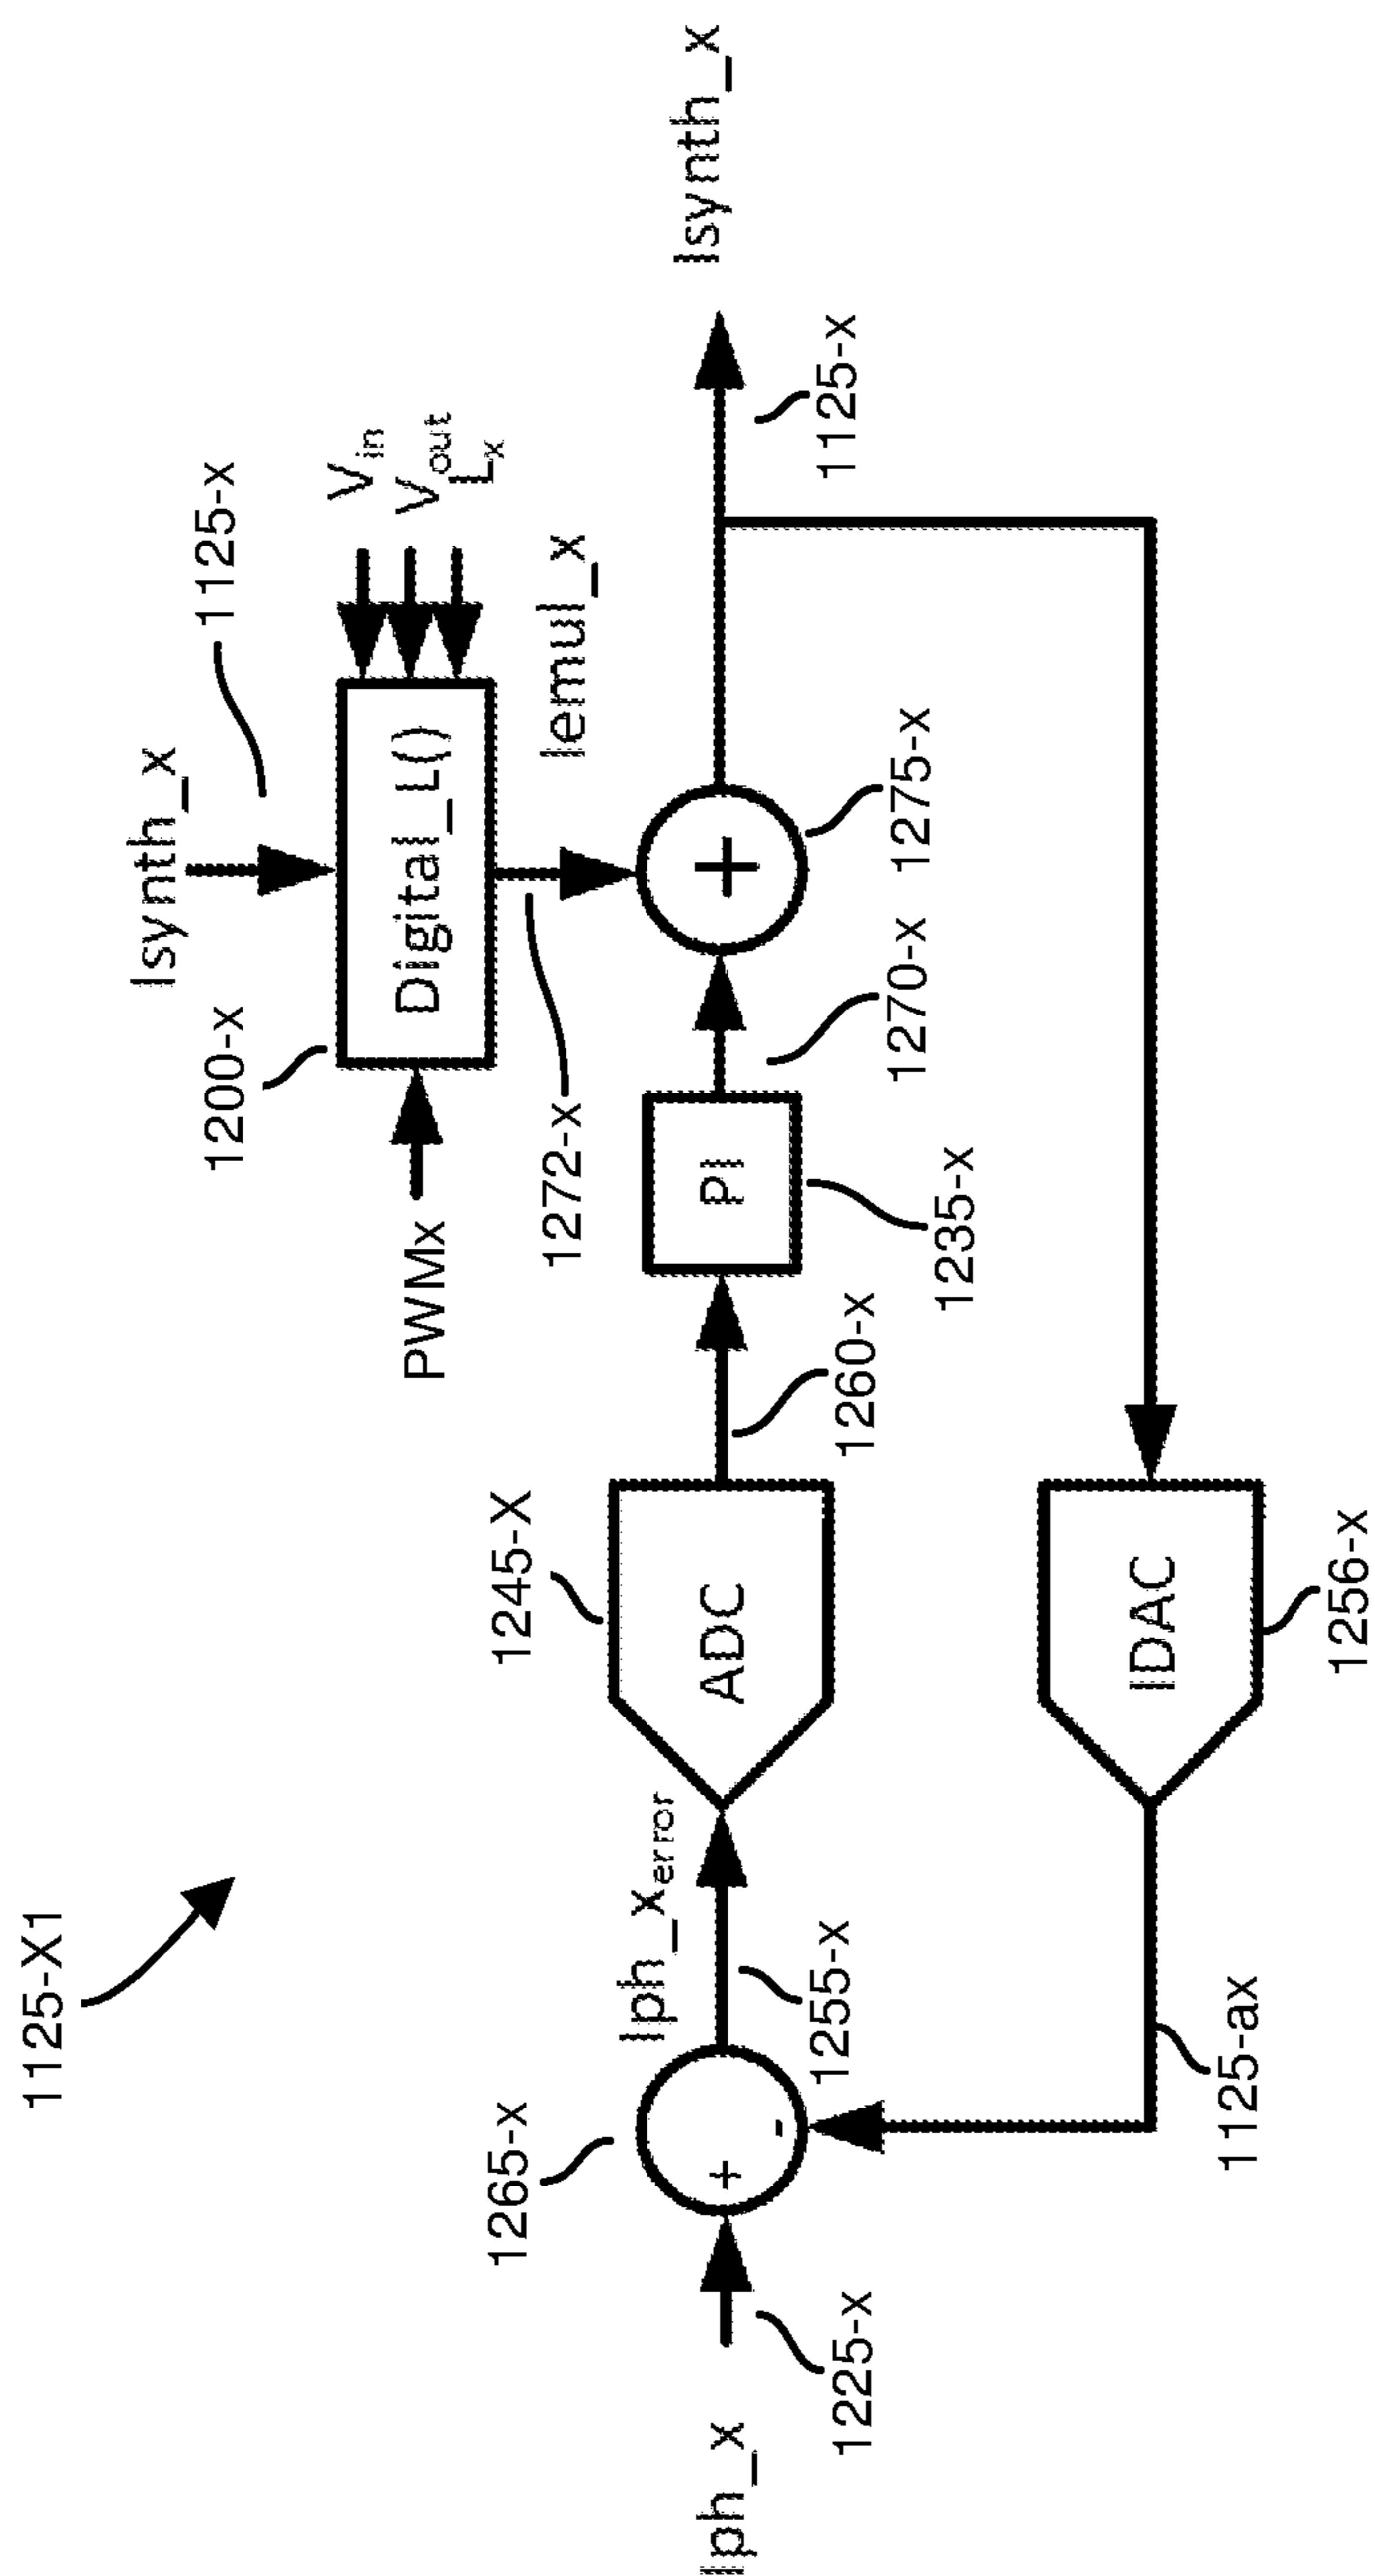 1125-X1
Isynth_x
1125-x
1200-x
PWMx
Digital_L()
Vin
Vout
Lx
1272-x
Iemul_x
1265-x
Iph_xerror
1245-X
Iph_x
+
-
ADC
PI
+
Isynth_x
1225-x
1255-x
1260-x
1235-x
1270-x
1275-x
1125-x
1125-ax
IDAC
1256-x